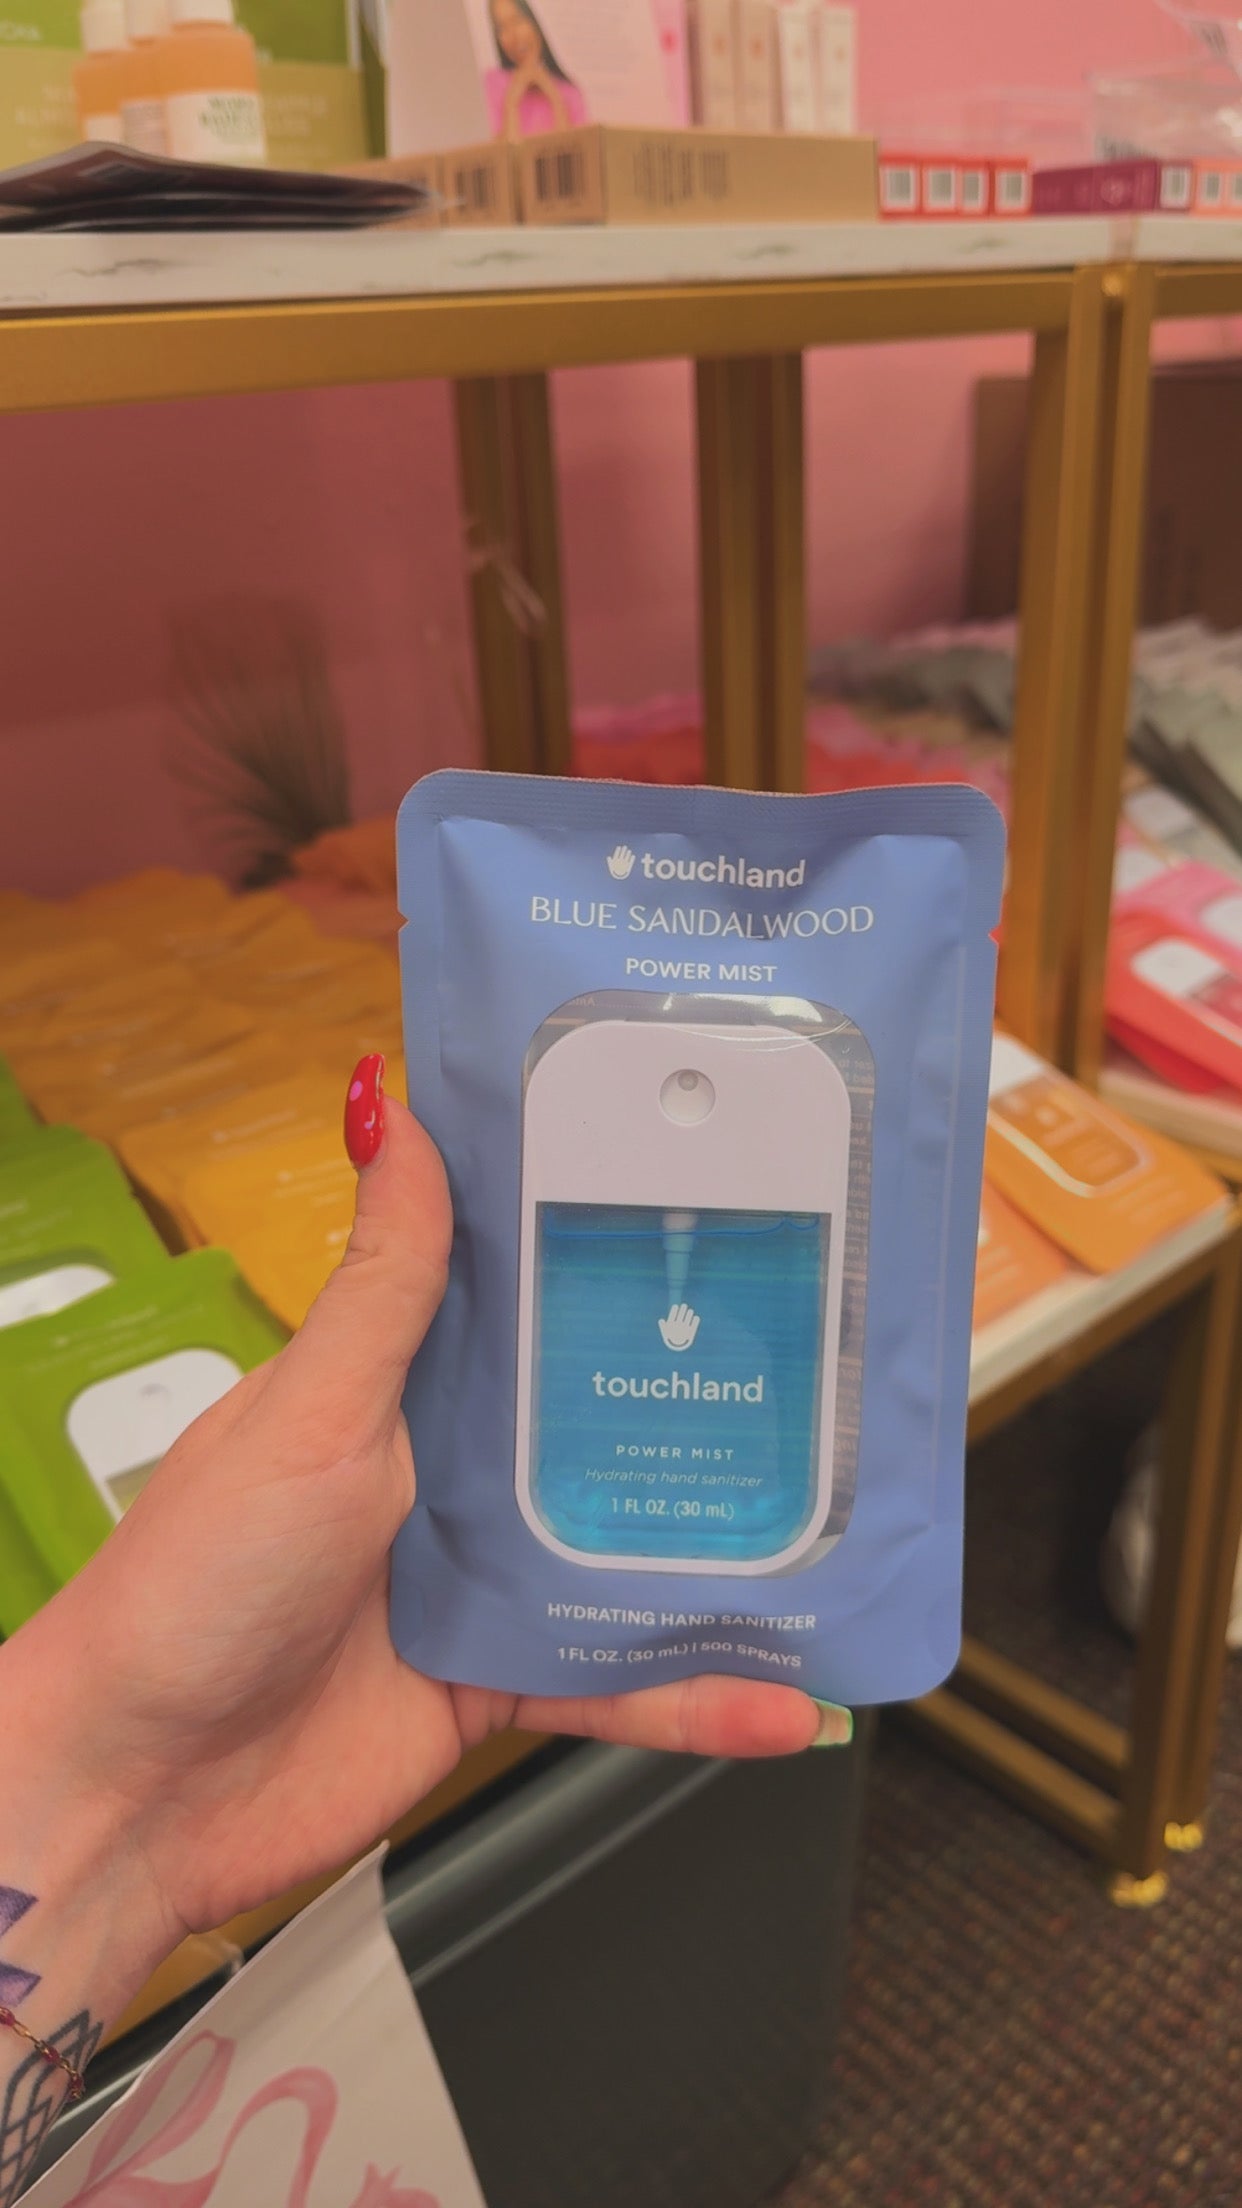 touchland
BLUE SANDALWOOD
POWER MIST
touchland
POWER MIST
Hydrating hand sanitizer
1 FL OZ. (30 mL)
HYDRATING HAND SANITIZER
1 FL OZ. (30 mL) | 500 SPRAYS